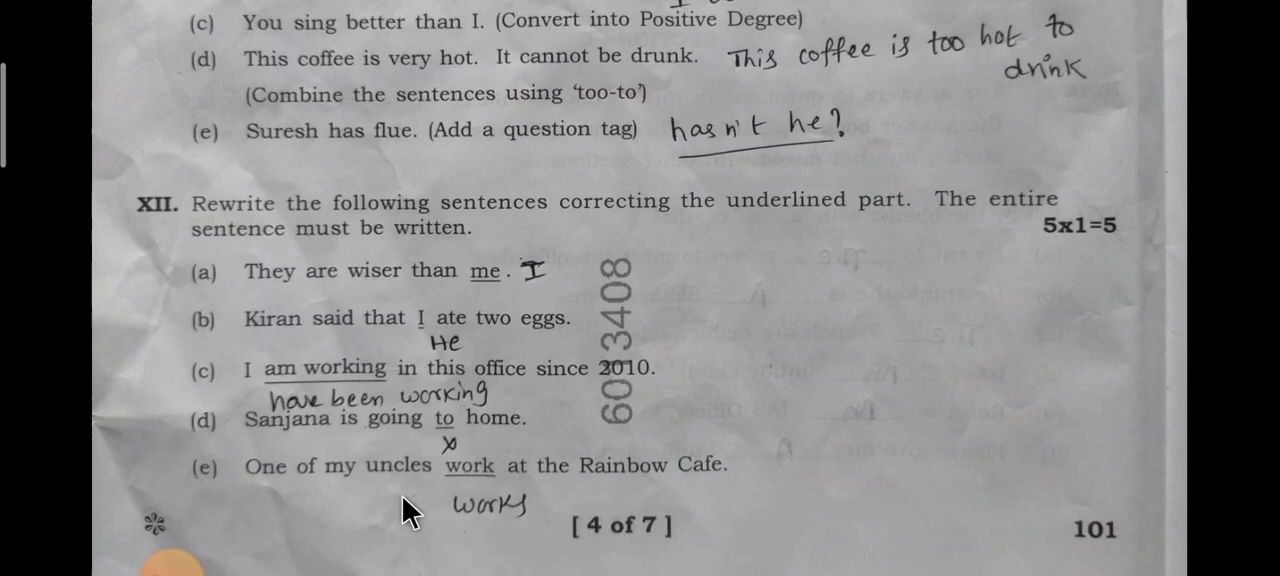 (c) You sing better than I. (Convert into Positive Degree)
(d) This coffee is very hot. It cannot be drunk. This coffee is too hot to
drink
(Combine the sentences using 'too-to')
(e) Suresh has flue. (Add a question tag) hasn't he?
XII. Rewrite the following sentences correcting the underlined part. The entire
sentence must be written. 5x1=5
(a) They are wiser than me. I
(b) Kiran said that I ate two eggs.
He
(c) I am working in this office since 2010.
have been working
(d) Sanjana is going to home.
x
(e) One of my uncles work at the Rainbow Cafe.
works
6013408
[ 4 of 7 ] 101